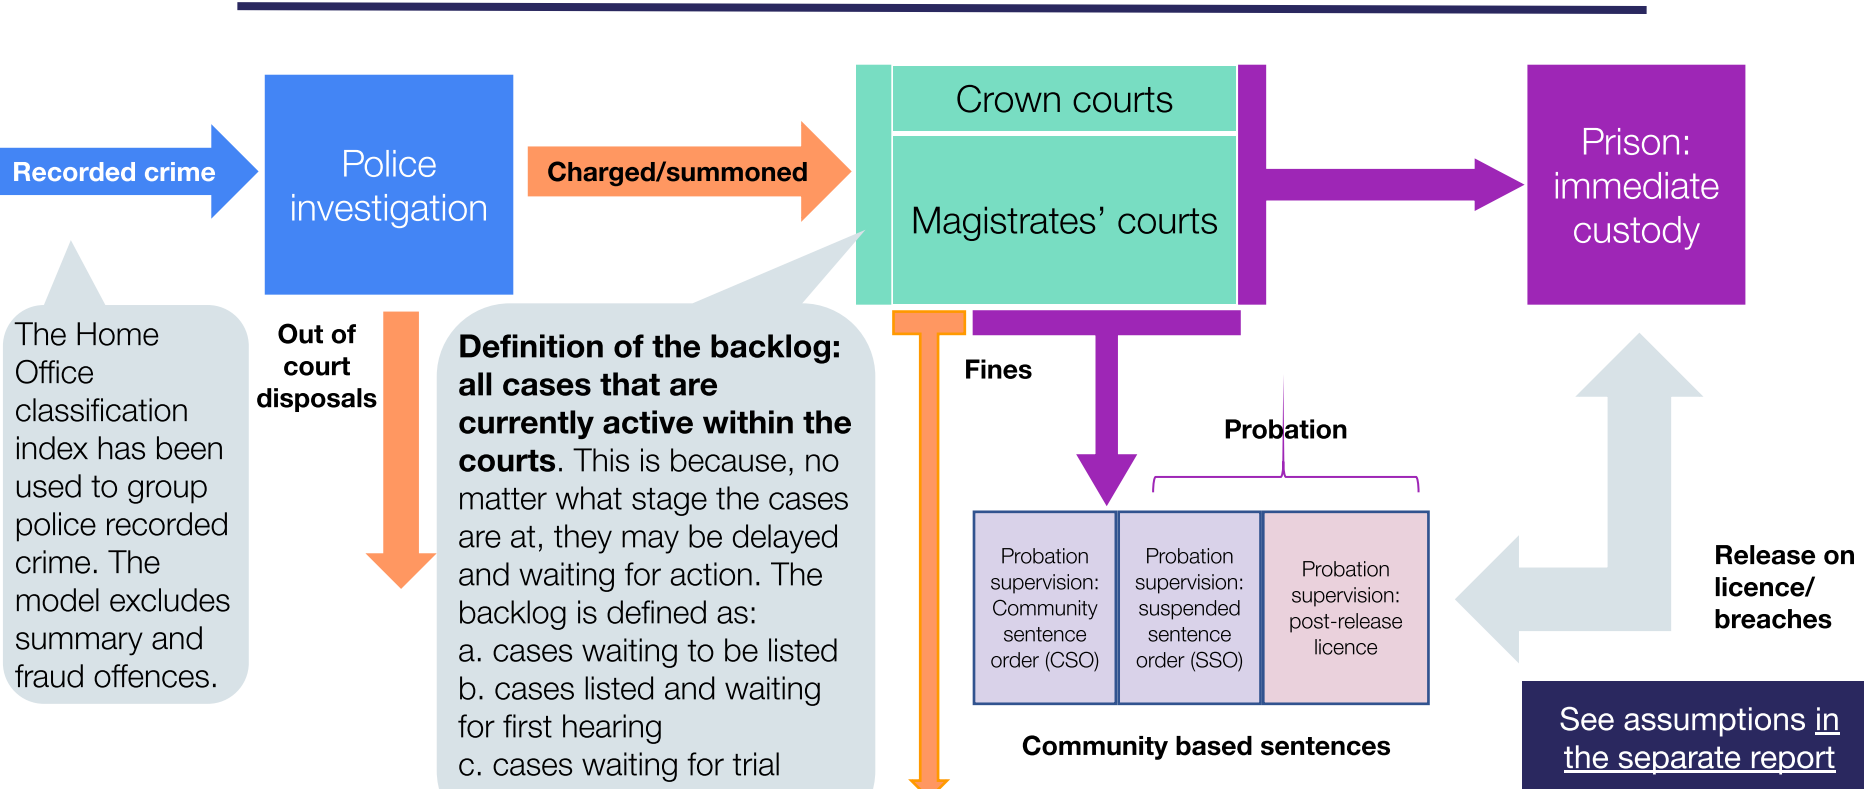 Recorded crime
Police
investigation
Charged/summoned
Crown courts
Magistrates’ courts
Prison:
immediate
custody
The Home
Office
classification
index has been
used to group
police recorded
crime. The
model excludes
summary and
fraud offences.
Out of
court
disposals
Definition of the backlog:
all cases that are
currently active within the
courts. This is because, no
matter what stage the cases
are at, they may be delayed
and waiting for action. The
backlog is defined as:
a. cases waiting to be listed
b. cases listed and waiting
for first hearing
c. cases waiting for trial
Fines
Probation
Probation
supervision:
Community
sentence
order (CSO)
Probation
supervision:
suspended
sentence
order (SSO)
Probation
supervision:
post-release
licence
Community based sentences
Release on
licence/
breaches
See assumptions in
the separate report